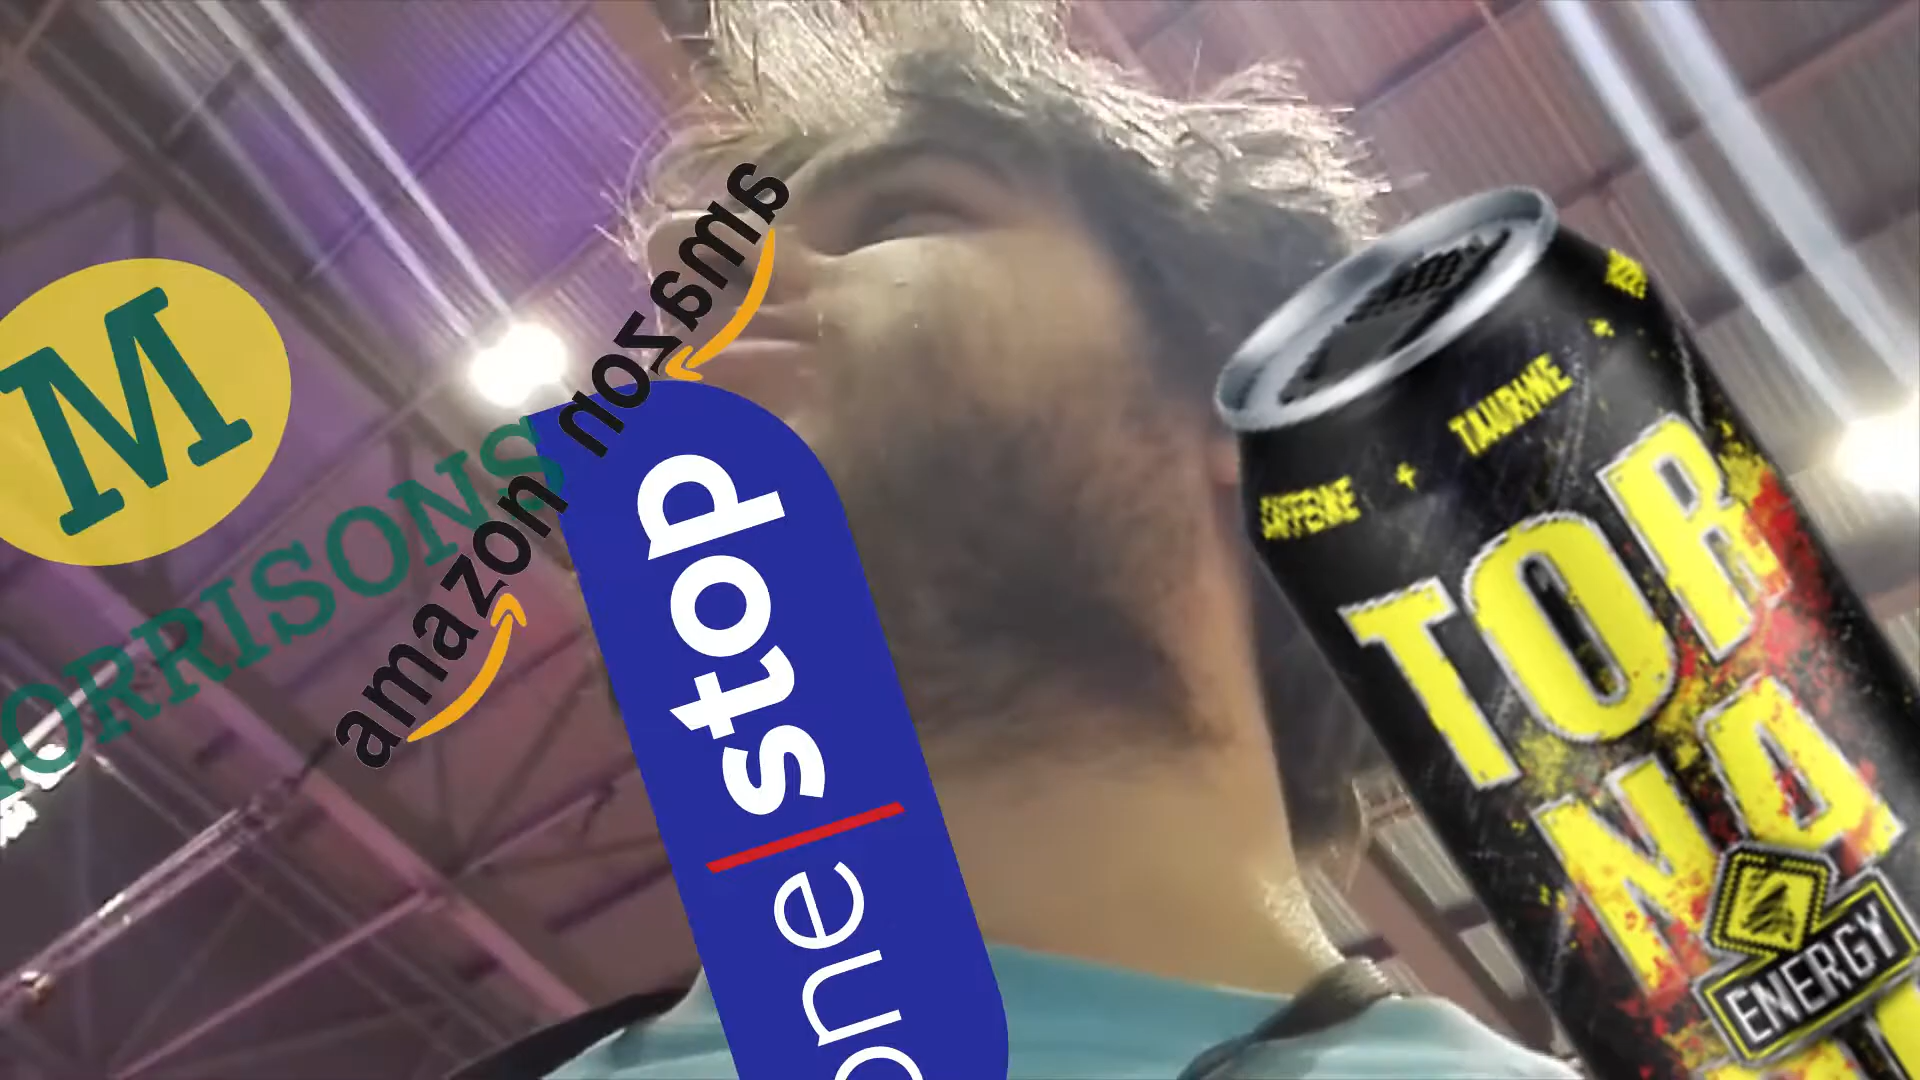 M
MORRISONS
amazon
amazon
one|stop
CAFFEINE + TAURINE +
TOR
NA
ENERGY